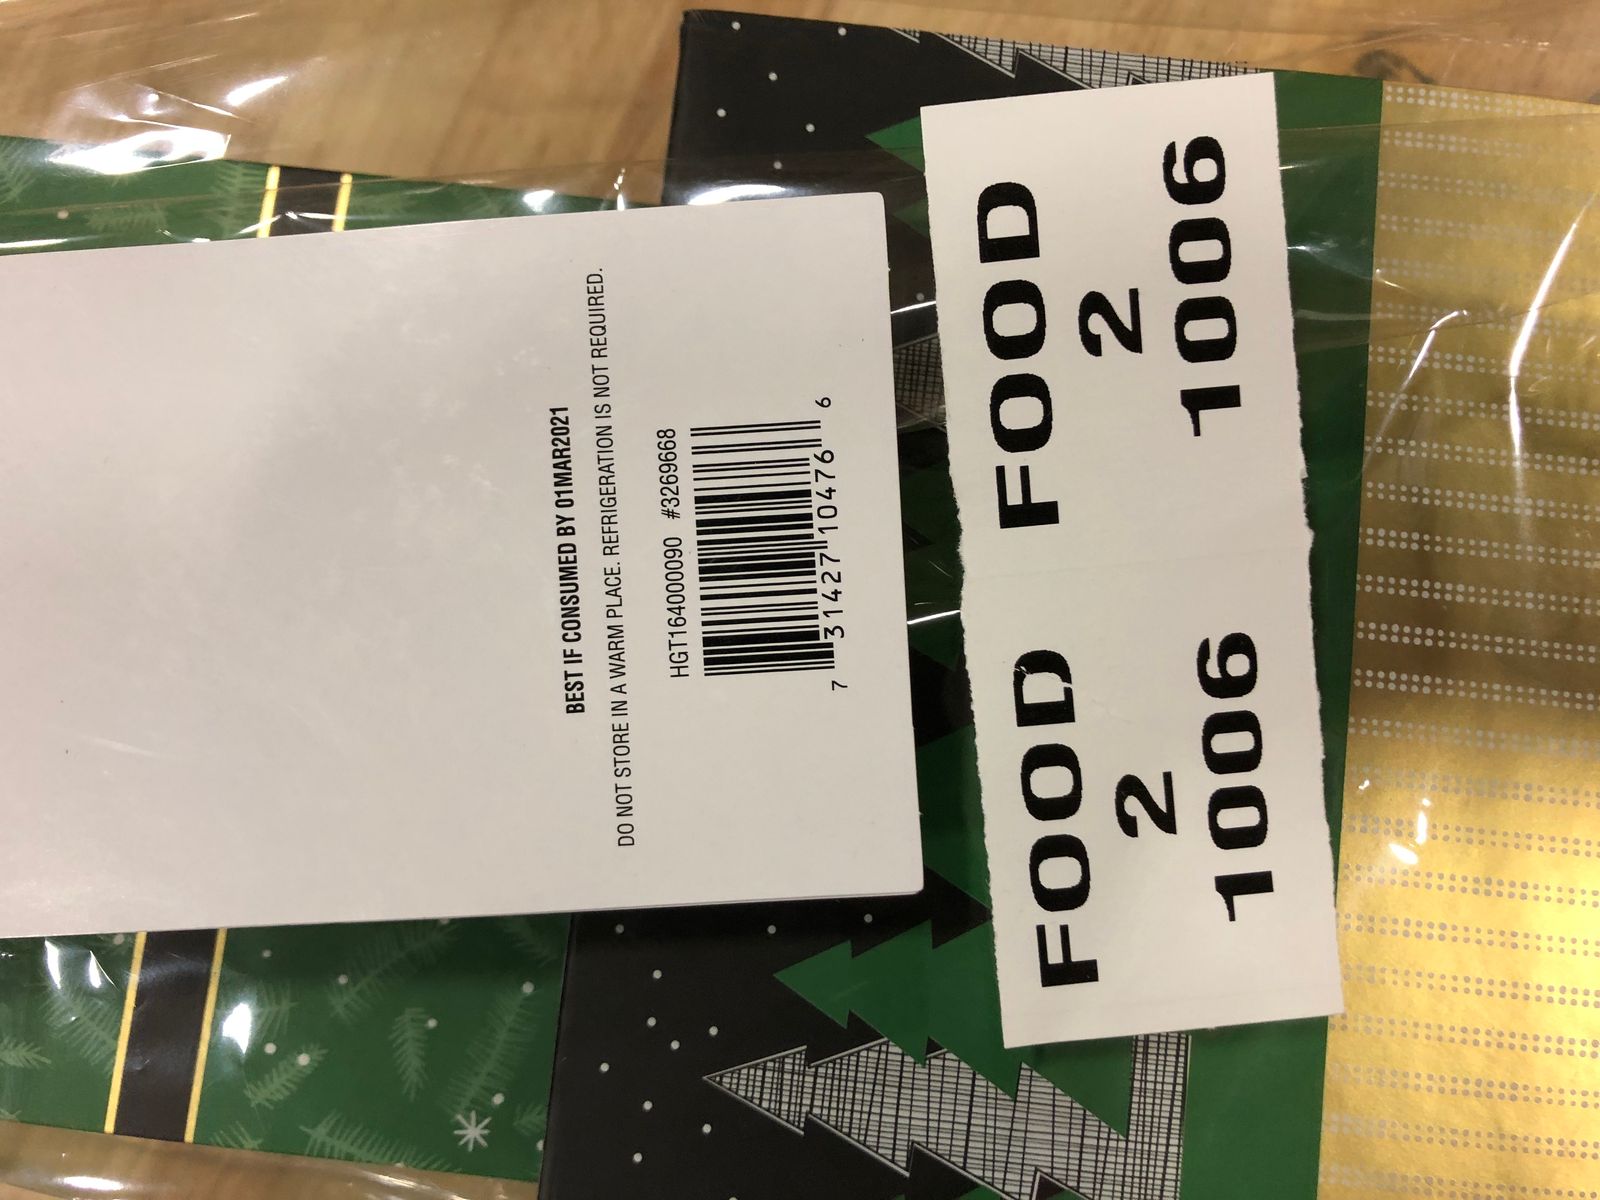 BEST IF CONSUMED BY 01MAR2021
DO NOT STORE IN A WARM PLACE. REFRIGERATION IS NOT REQUIRED.
HGT164000090 #3269668
7 31427 10476 6
FOOD
2
1006
FOOD
2
1006